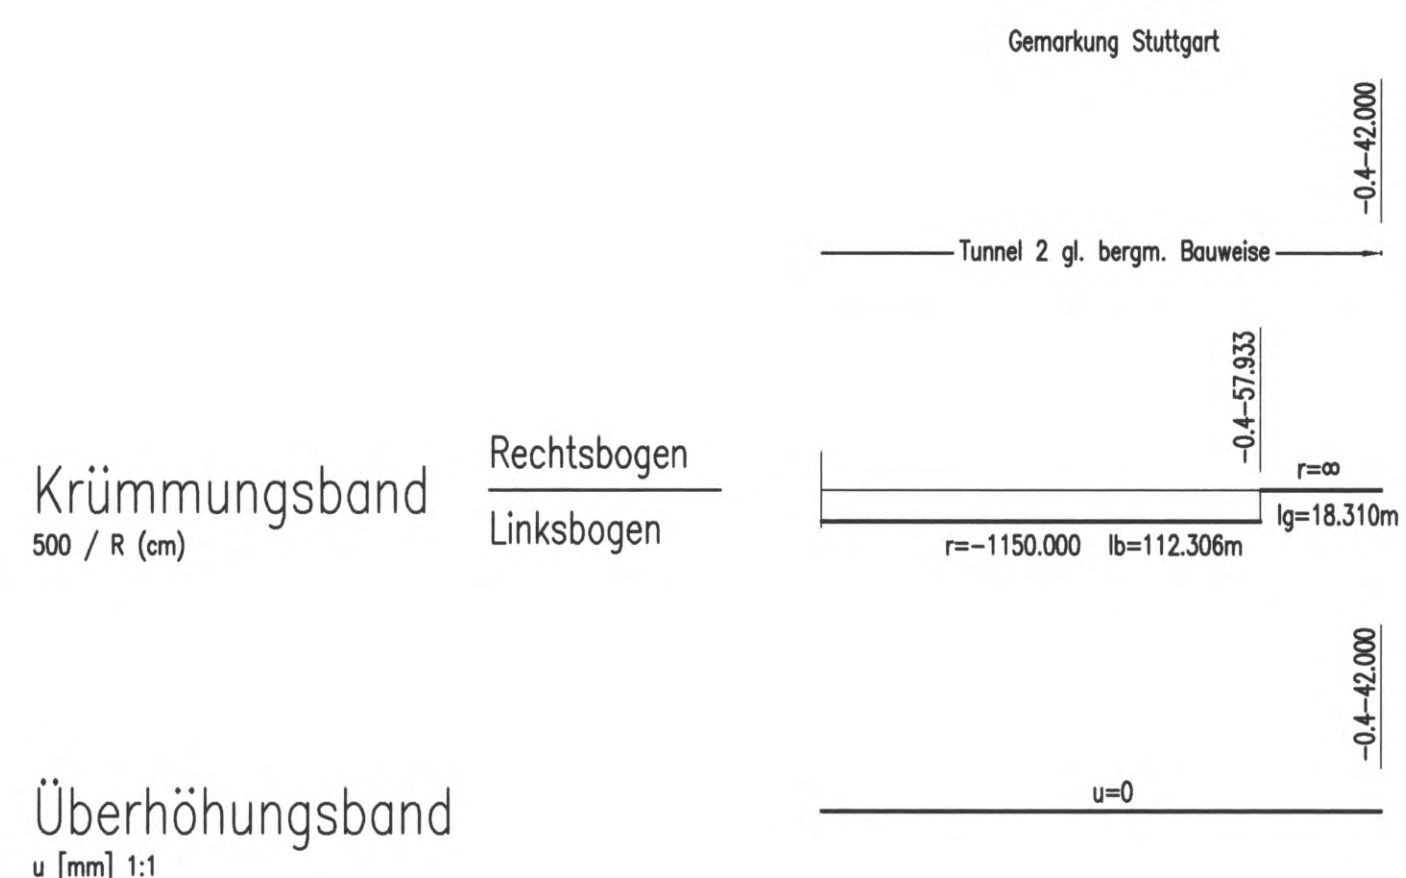 Gemarkung Stuttgart
-0.4-42.000
Tunnel 2 gl. bergm. Bauweise
-0.4-57.933
Krümmungsband
500 / R (cm)
Rechtsbogen
Linksbogen
r=∞
lg=18.310m
r=-1150.000 lb=112.306m
-0.4-42.000
Überhöhungsband
u [mm] 1:1
u=0